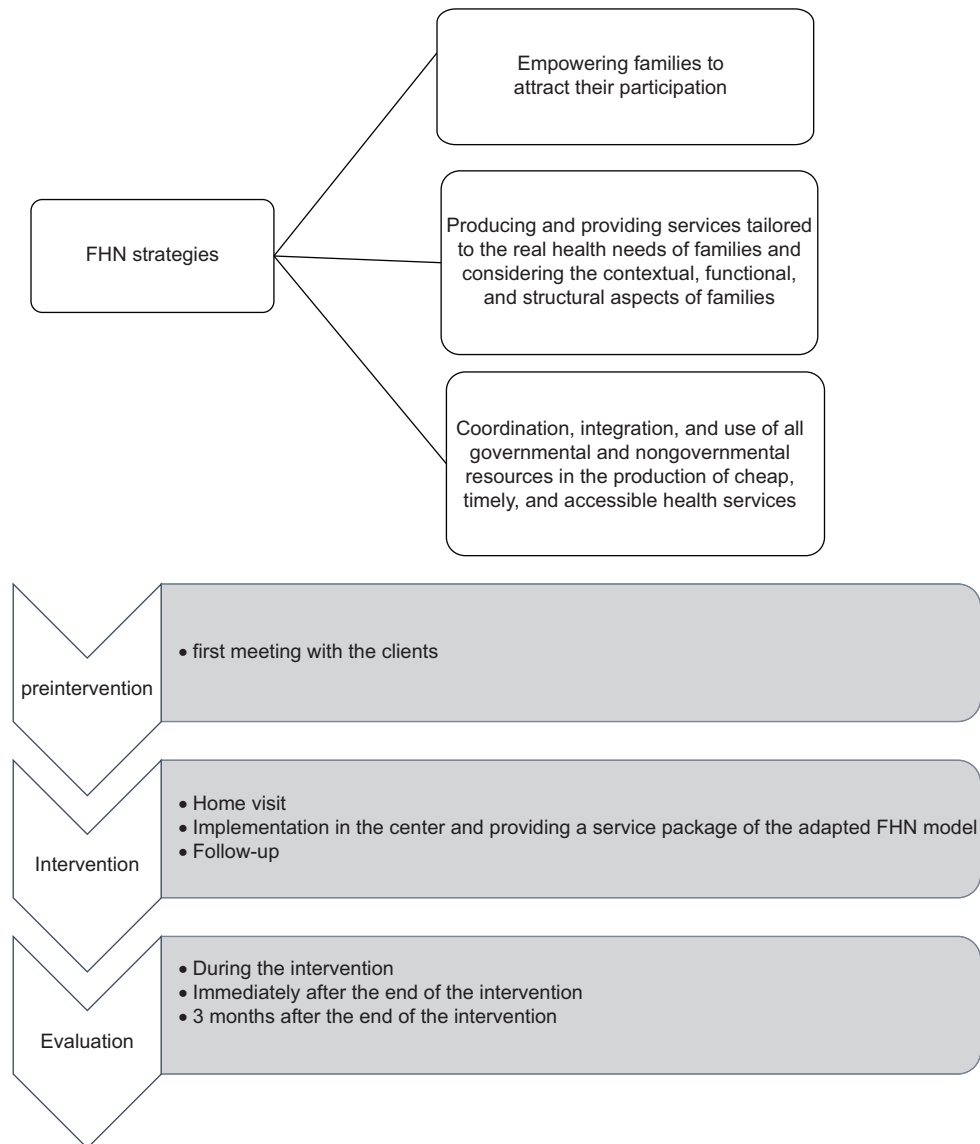 Empowering families to
attract their participation
FHN strategies
Producing and providing services tailored
to the real health needs of families and
considering the contextual, functional,
and structural aspects of families
Coordination, integration, and use of all
governmental and nongovernmental
resources in the production of cheap,
timely, and accessible health services
preintervention
• first meeting with the clients
Intervention
• Home visit
• Implementation in the center and providing a service package of the adapted FHN model
• Follow-up
Evaluation
• During the intervention
• Immediately after the end of the intervention
• 3 months after the end of the intervention